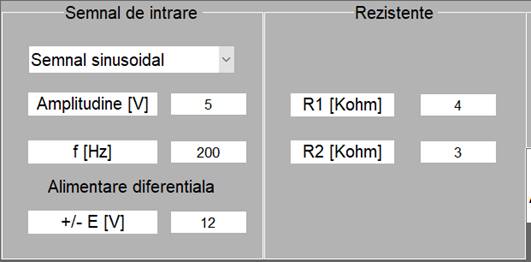 Semnal de intrare
Semnal sinusoidal
Amplitudine [V] 5
f [Hz] 200
Alimentare diferentiala
+/- E [V] 12
Rezistente
R1 [Kohm] 4
R2 [Kohm] 3